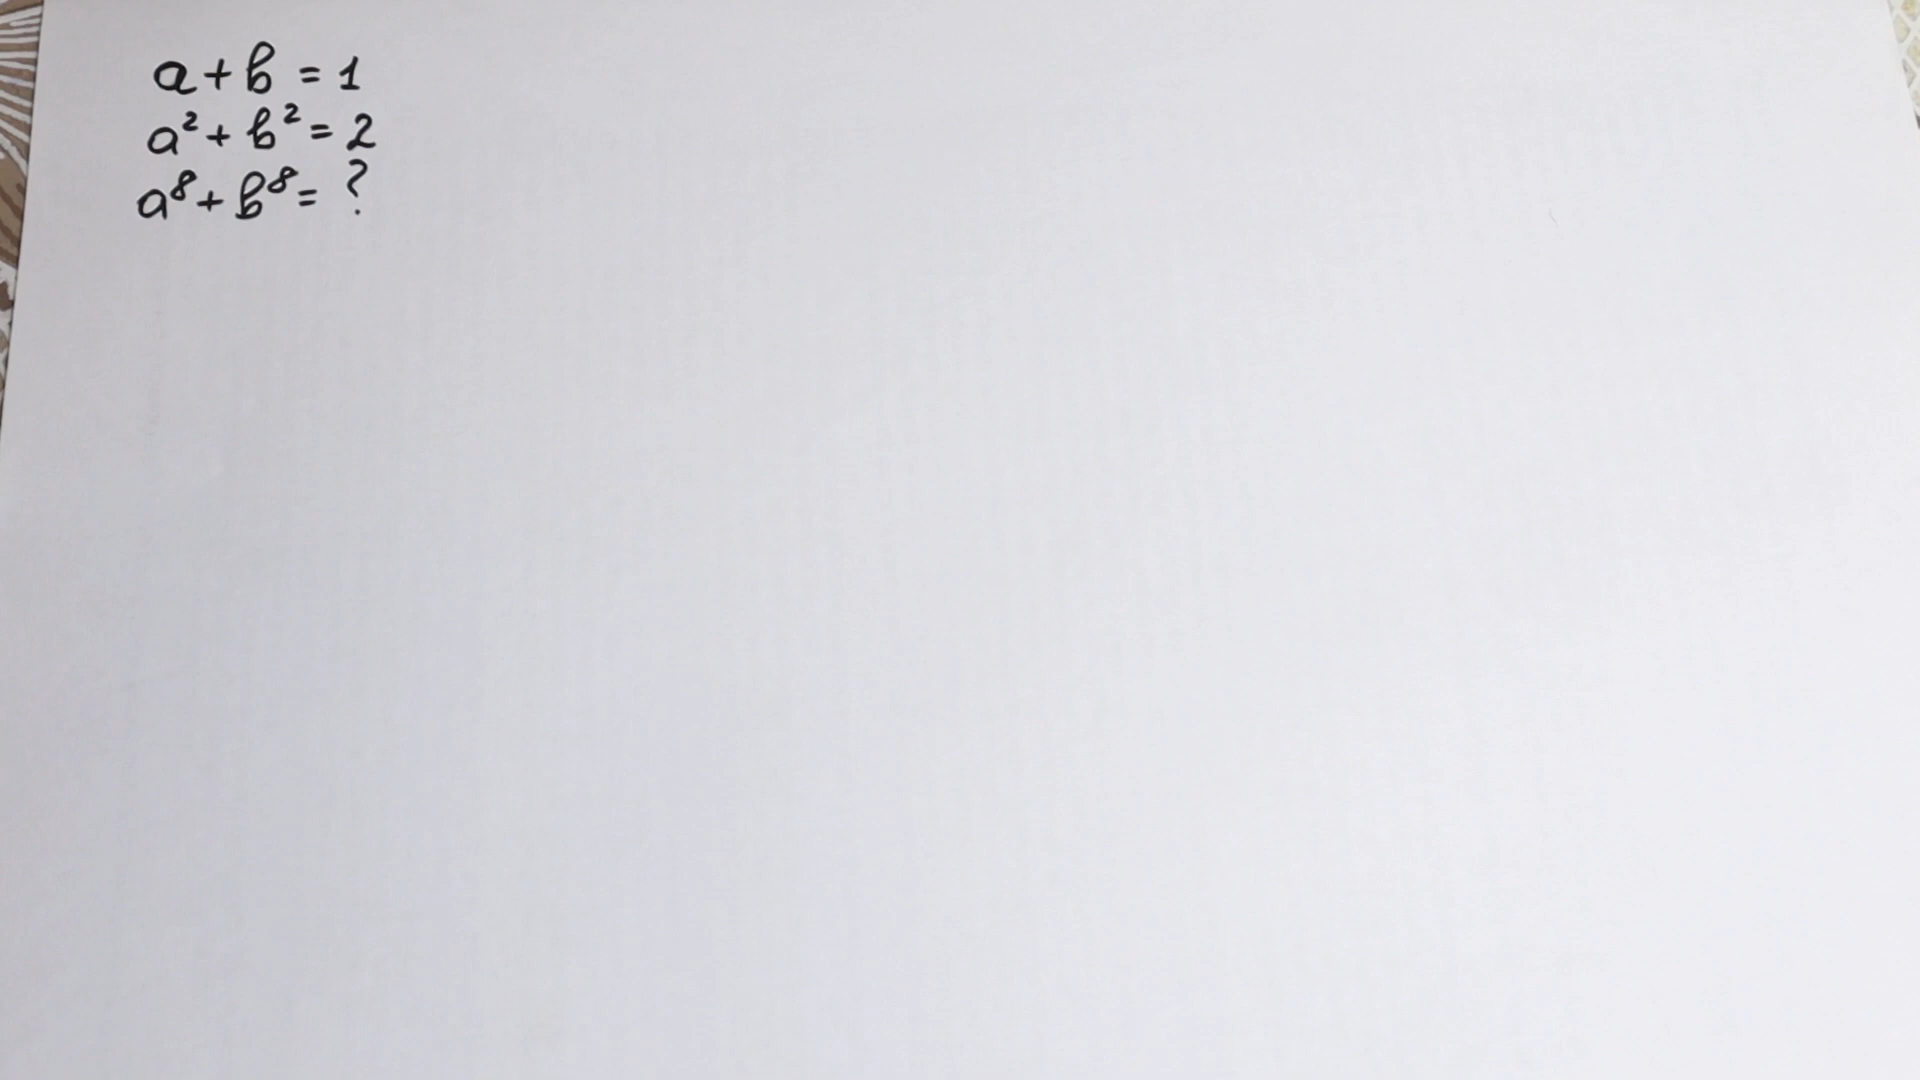 a + b = 1
a² + b² = 2
a⁸ + b⁸ = ?